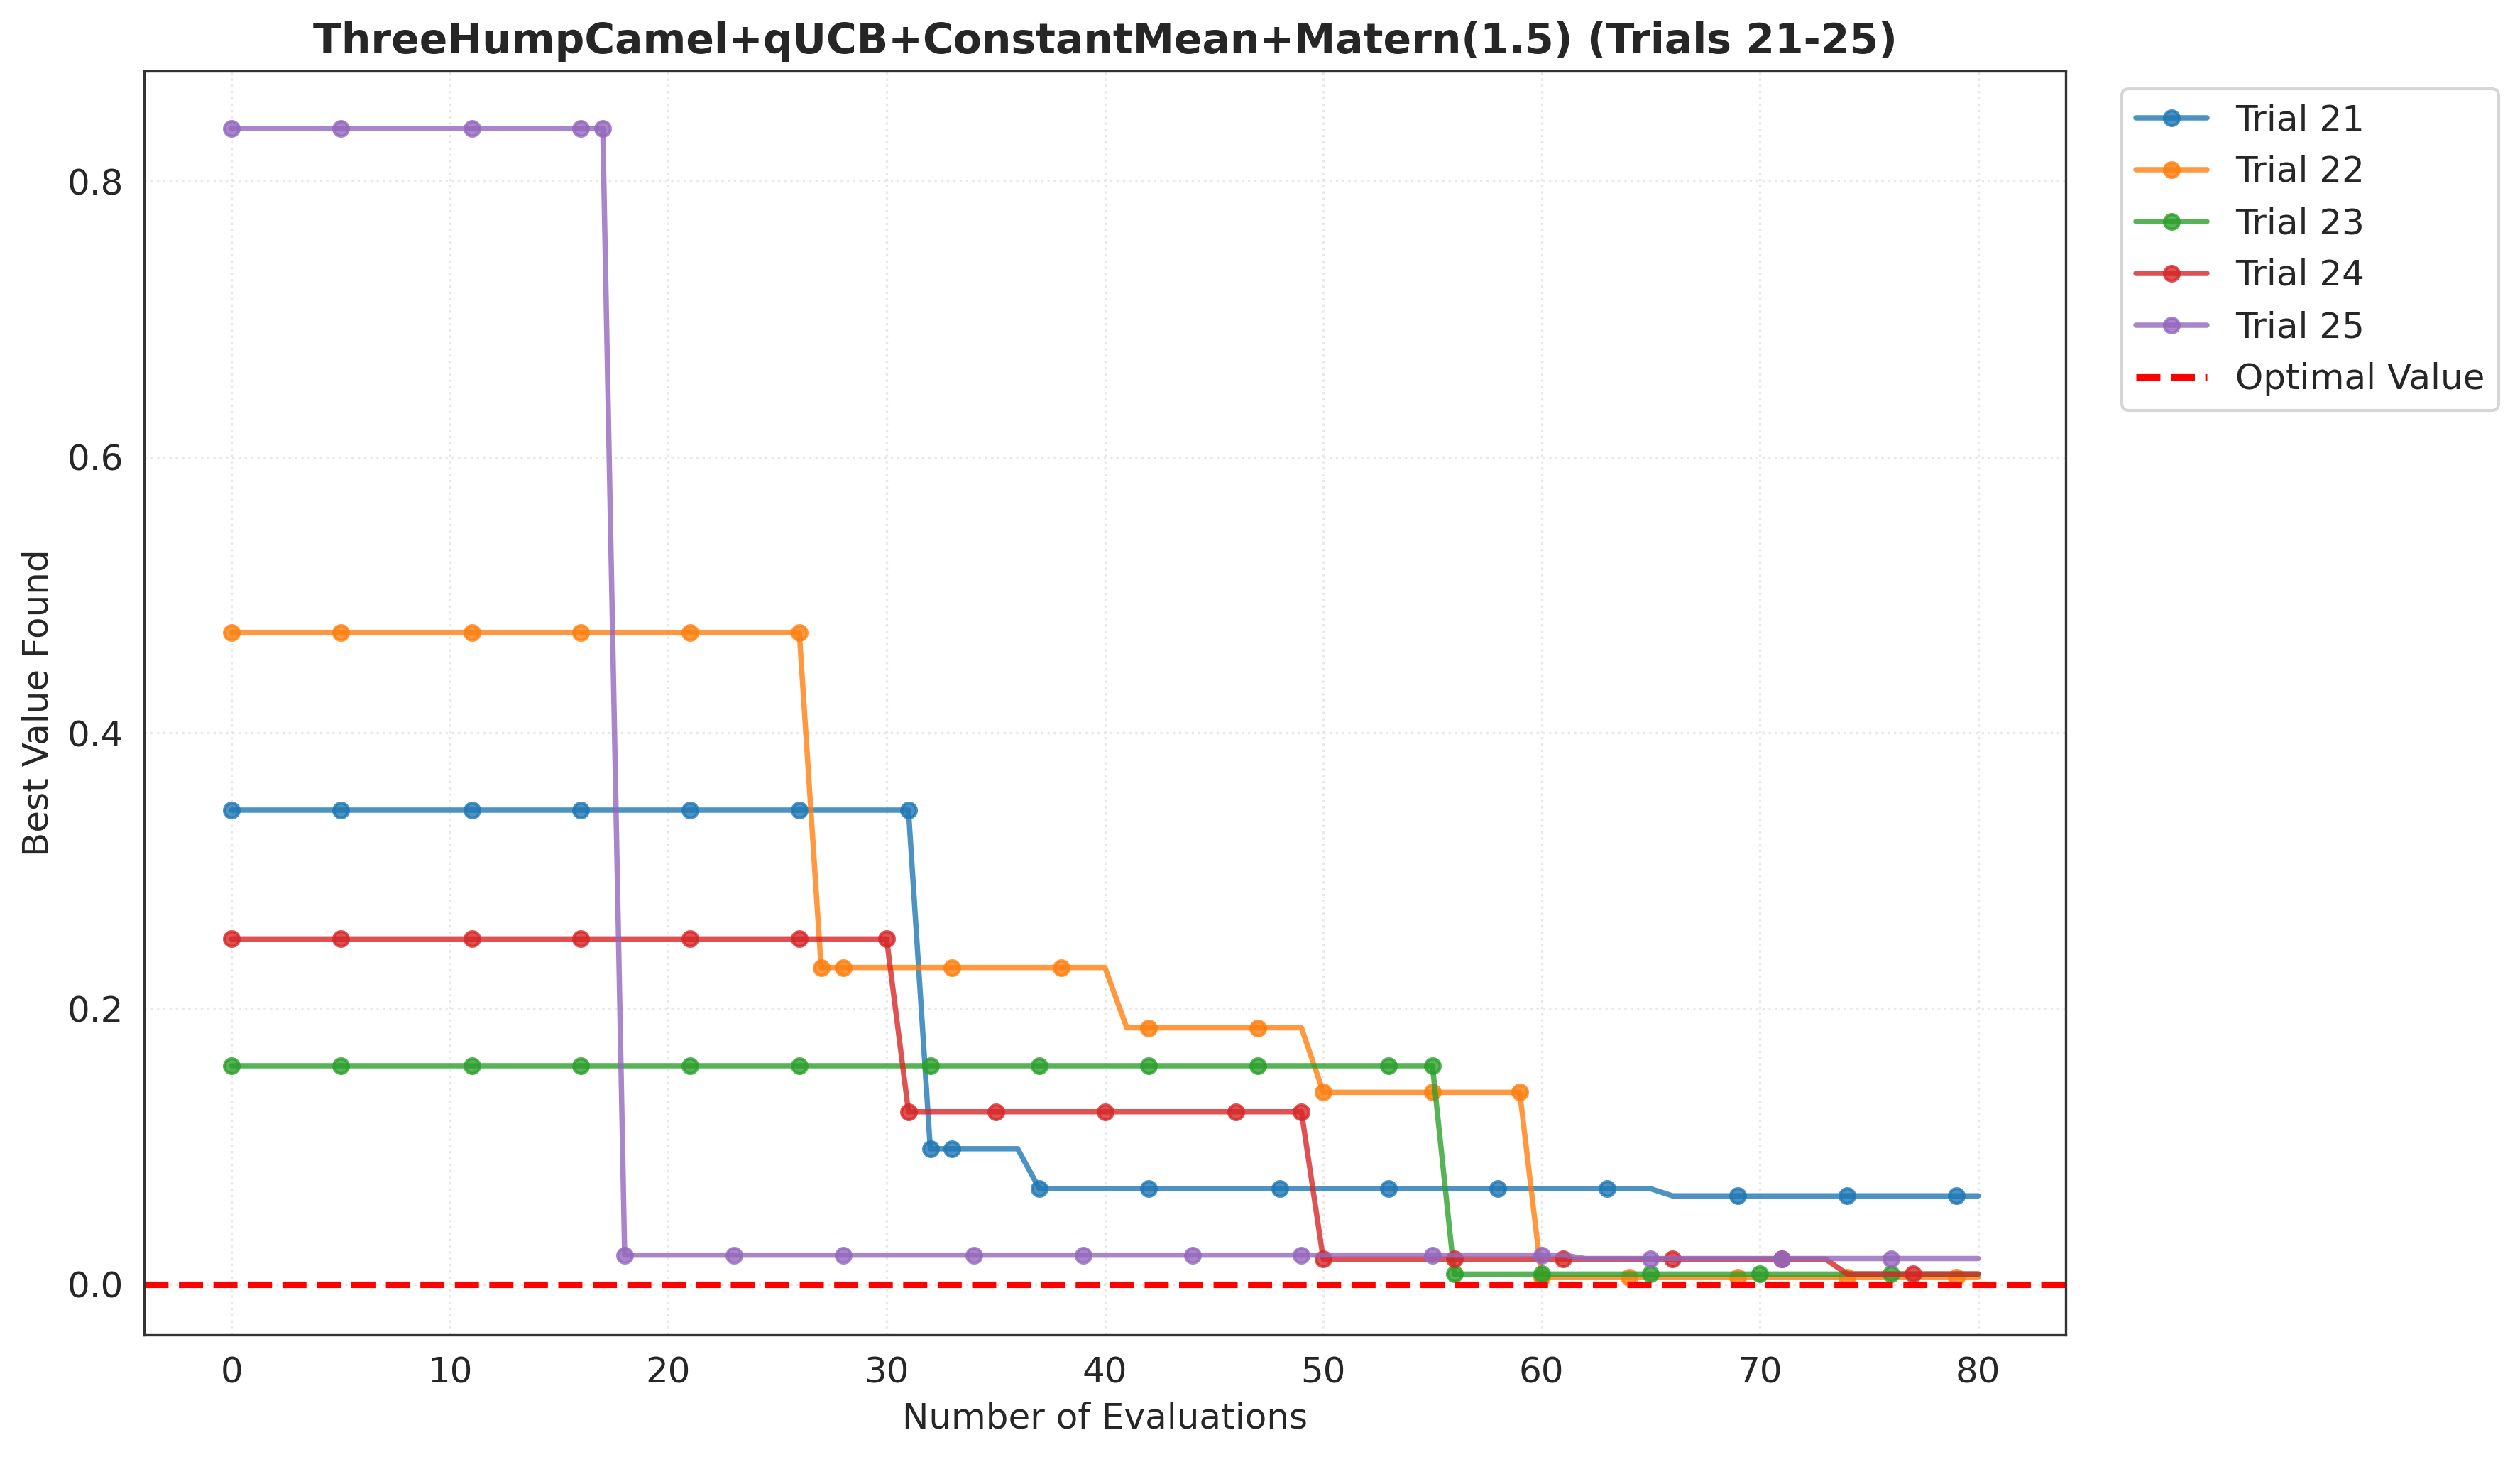 ThreeHumpCamel+qUCB+ConstantMean+Matern(1.5) (Trials 21-25)
Trial 21
Trial 22
Trial 23
Trial 24
Trial 25
Optimal Value
Best Value Found
0.8
0.6
0.4
0.2
0.0
0 10 20 30 40 50 60 70 80
Number of Evaluations